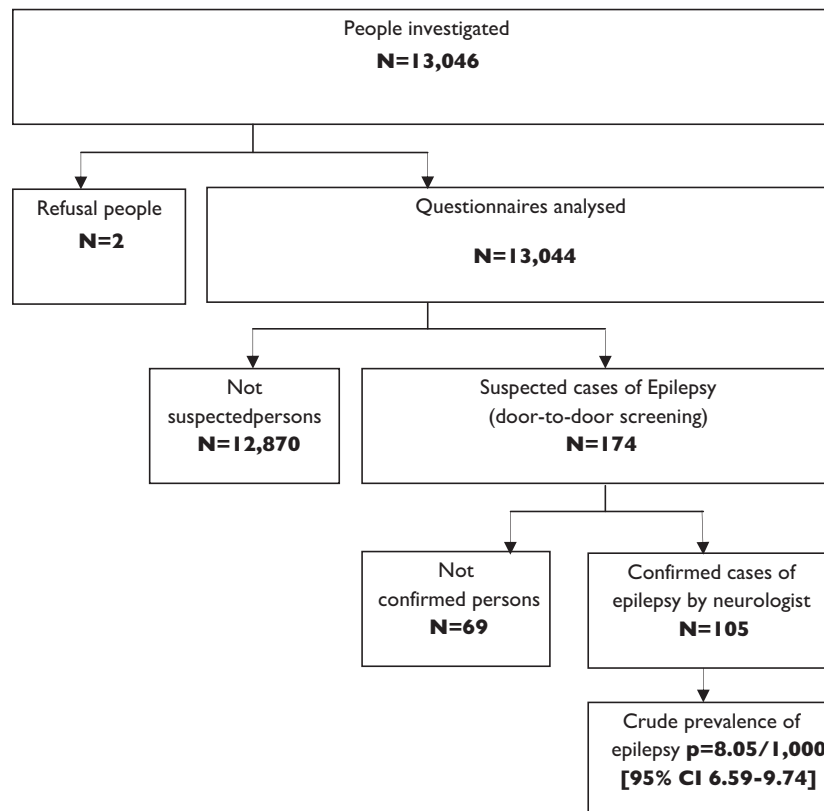 People investigated
N=13,046
Refusal people
N=2
Questionnaires analysed
N=13,044
Not
suspectedpersons
N=12,870
Suspected cases of Epilepsy
(door-to-door screening)
N=174
Not
confirmed persons
N=69
Confirmed cases of
epilepsy by neurologist
N=105
Crude prevalence of
epilepsy p=8.05/1,000
[95% CI 6.59-9.74]